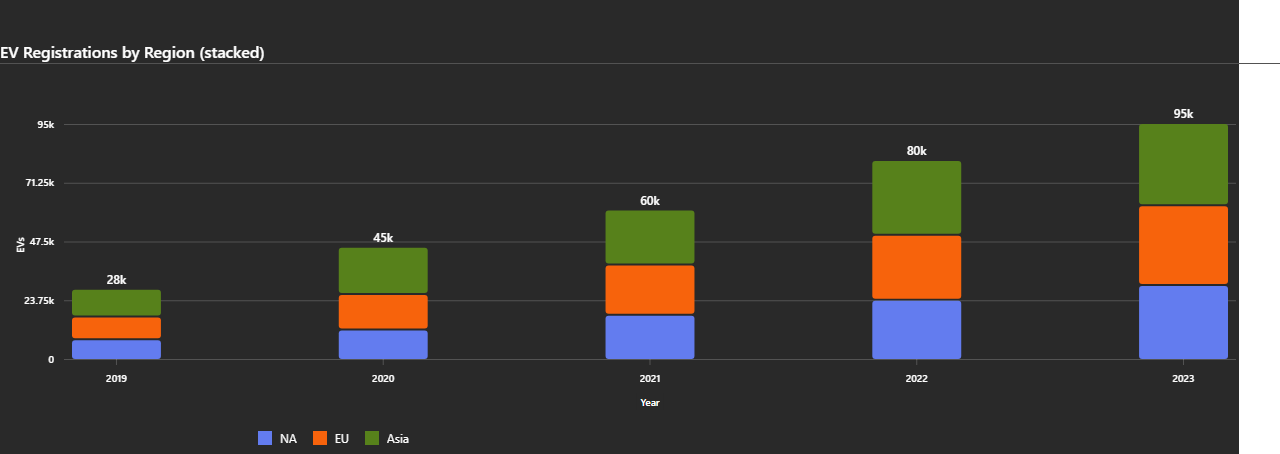 EV Registrations by Region (stacked)
95k
95k
80k
71.25k
60k
47.5k
45k
EVs
28k
23.75k
0
2019 2020 2021 2022 2023
Year
NA EU Asia